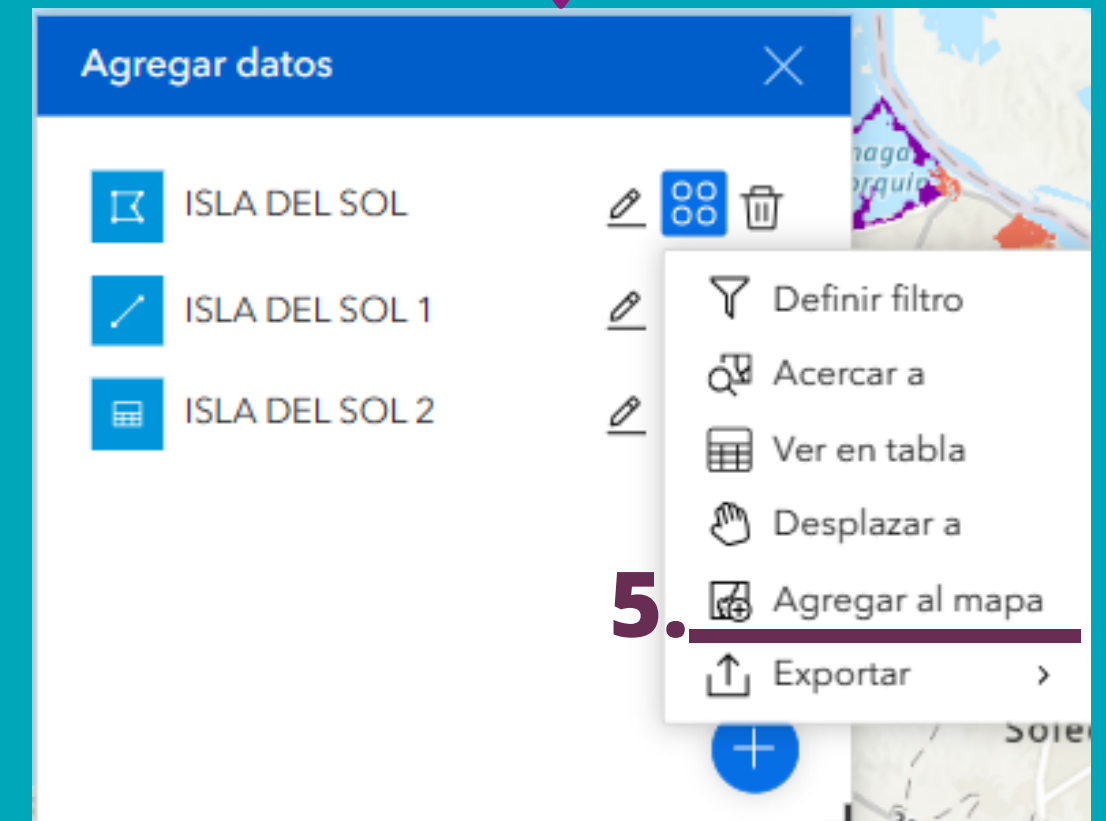 Agregar datos
ISLA DEL SOL
ISLA DEL SOL 1
ISLA DEL SOL 2
Definir filtro
Acercar a
Ver en tabla
Desplazar a
5. Agregar al mapa
Exportar